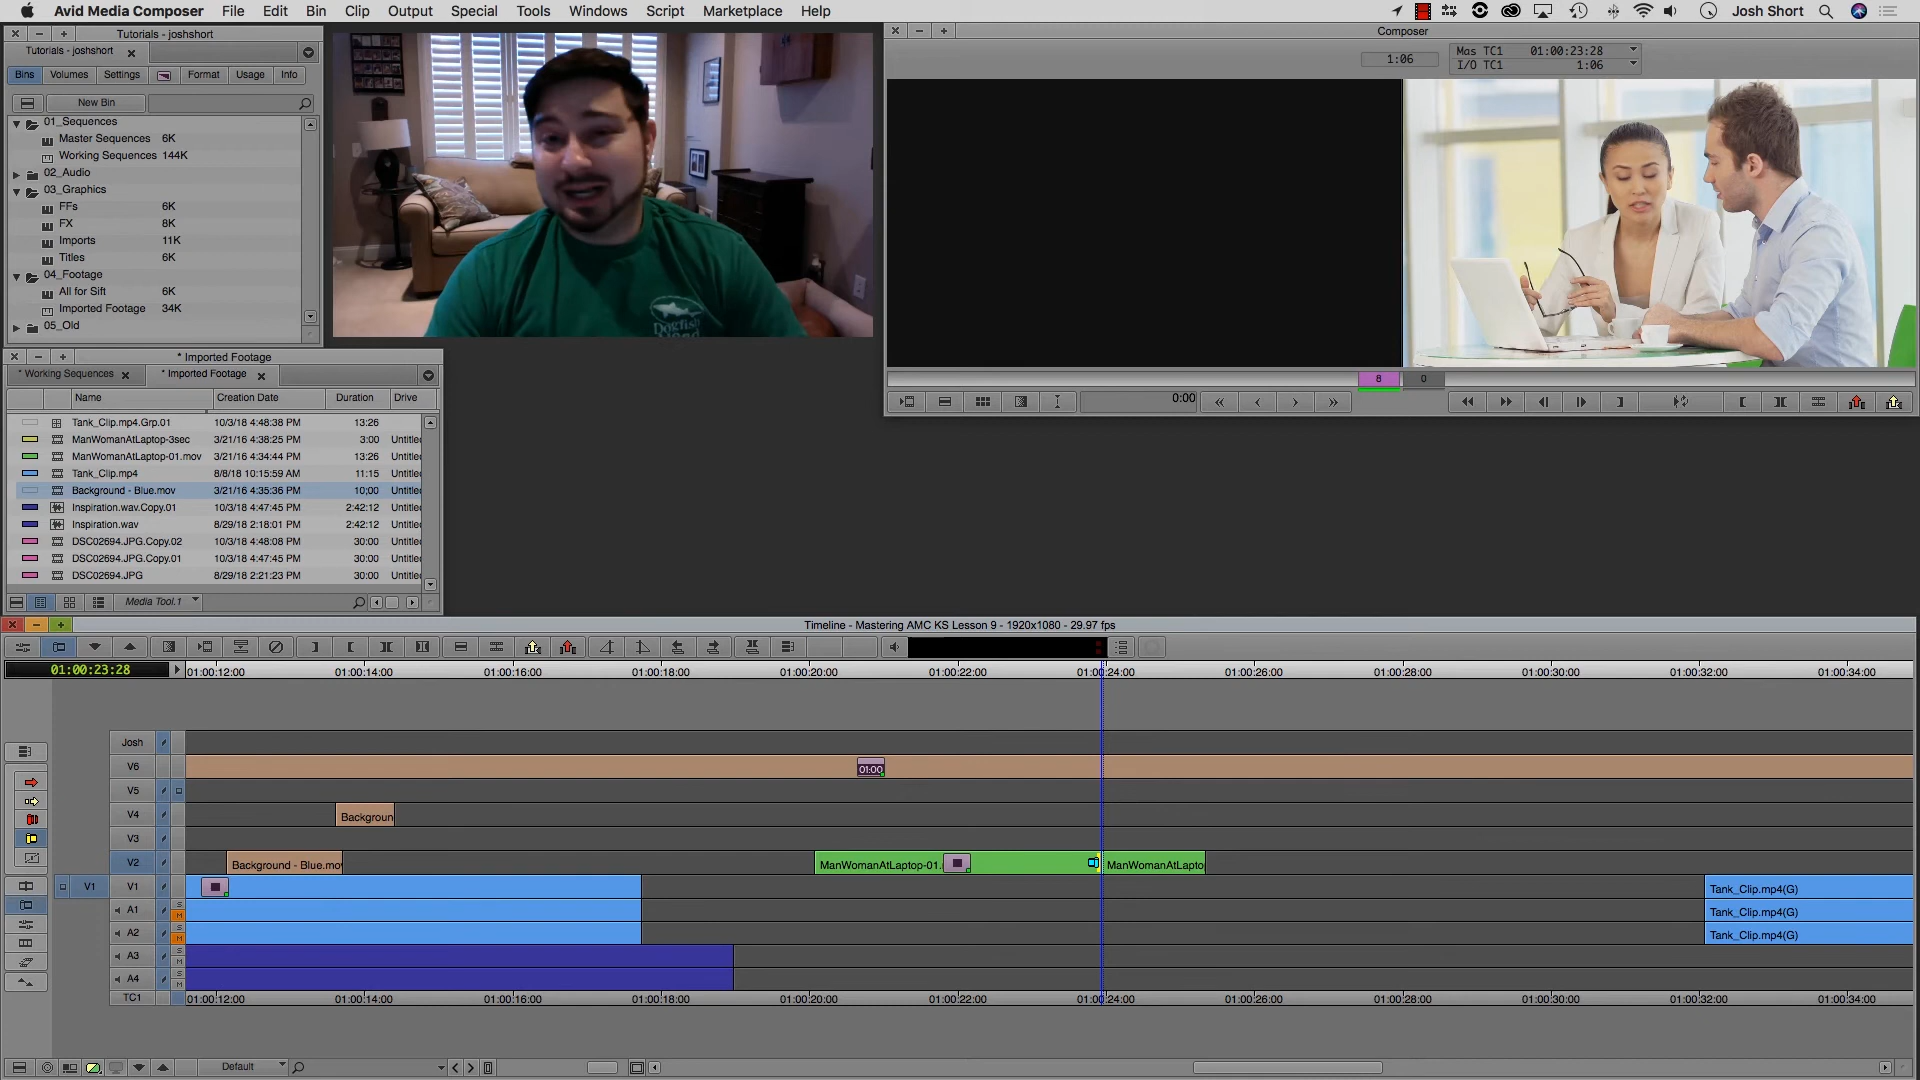 Avid Media Composer File Edit Bin Clip Output Special Tools Windows Script Marketplace Help Josh Short
Tutorials - joshshort
Tutorials - joshshort
Bins Volumes Settings Format Usage Info
New Bin
01_Sequences
Master Sequences 6K
Working Sequences 144K
02_Audio
03_Graphics
FFs 6K
FX 8K
Imports 11K
Titles 6K
04_Footage
All for Sift 6K
Imported Footage 34K
05_Old
Dogfish
Composer
1:06
Mas TC1 01:00:23:28
I/O TC1 1:06
8 0
0:00
* Imported Footage
* Working Sequences * Imported Footage
Name Creation Date Duration Drive
Tank_Clip.mp4.Grp.01 10/3/18 4:48:38 PM 13:26
ManWomanAtLaptop-3sec 3/21/16 4:38:25 PM 3:00 Untitle
ManWomanAtLaptop-01.mov 3/21/16 4:34:44 PM 13:26 Untitle
Tank_Clip.mp4 8/8/18 10:15:59 AM 11:15 Untitle
Background - Blue.mov 3/21/16 4:35:36 PM 10;00 Untitle
Inspiration.wav.Copy.01 10/3/18 4:47:45 PM 2:42:12 Untitle
Inspiration.wav 8/29/18 2:18:01 PM 2:42:12 Untitle
DSC02694.JPG.Copy.02 10/3/18 4:48:08 PM 30:00 Untitle
DSC02694.JPG.Copy.01 10/3/18 4:47:45 PM 30:00 Untitle
DSC02694.JPG 8/29/18 2:21:23 PM 30:00 Untitle
Media Tool.1
Timeline - Mastering AMC KS Lesson 9 - 1920x1080 - 29.97 fps
01:00:23:28
01:00:12:00 01:00:14:00 01:00:16:00 01:00:18:00 01:00:20:00 01:00:22:00 01:00:24:00 01:00:26:00 01:00:28:00 01:00:30:00 01:00:32:00 01:00:34:00
Josh
V6 01:00
V5
V4 Backgroun
V3
V2 Background - Blue.mov ManWomanAtLaptop-01. ManWomanAtLapto
V1 V1 Tank_Clip.mp4(G)
A1 S M Tank_Clip.mp4(G)
A2 S M Tank_Clip.mp4(G)
A3 S M
A4 S M
TC1 01:00:12:00 01:00:14:00 01:00:16:00 01:00:18:00 01:00:20:00 01:00:22:00 01:00:24:00 01:00:26:00 01:00:28:00 01:00:30:00 01:00:32:00 01:00:34:00
Default